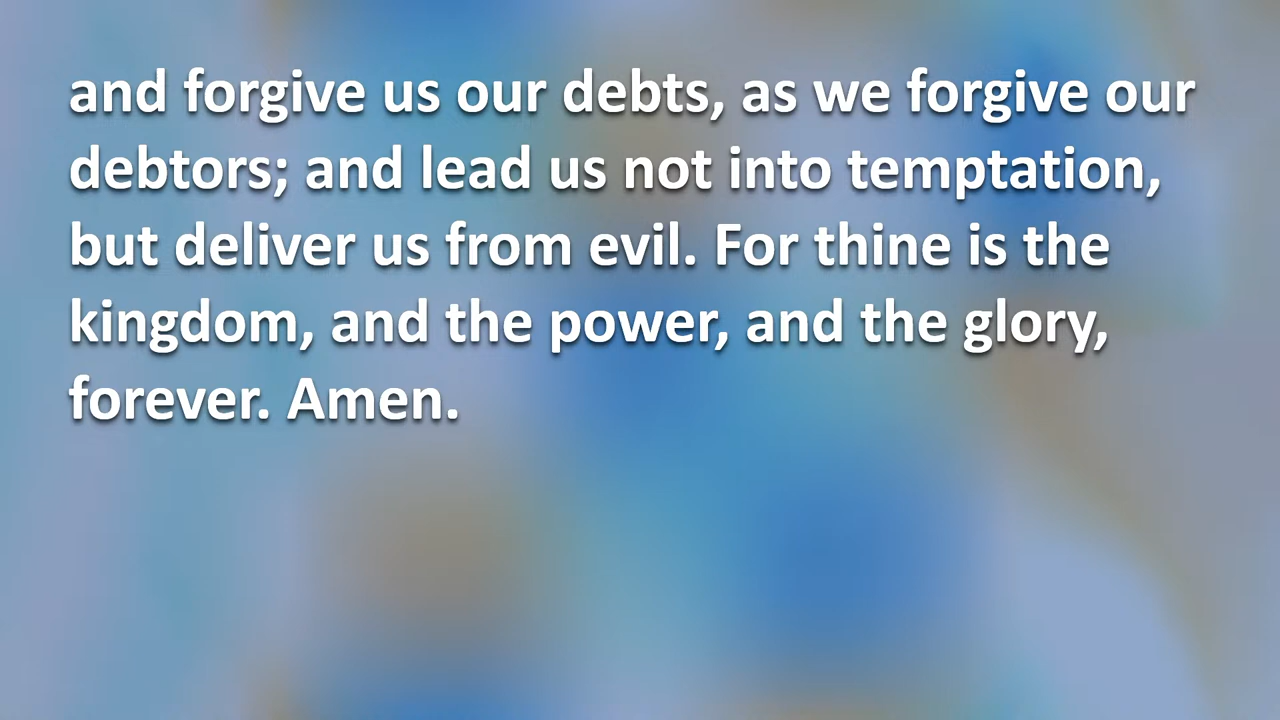 and forgive us our debts, as we forgive our
debtors; and lead us not into temptation,
but deliver us from evil. For thine is the
kingdom, and the power, and the glory,
forever. Amen.